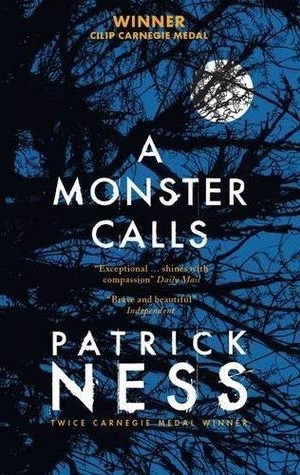 WINNER
CILIP CARNEGIE MEDAL
A
MONSTER
CALLS
“Exceptional ... shines with
compassion” Daily Mail
“Brave and beautiful”
Independent
PATRICK
NESS
TWICE CARNEGIE MEDAL WINNER